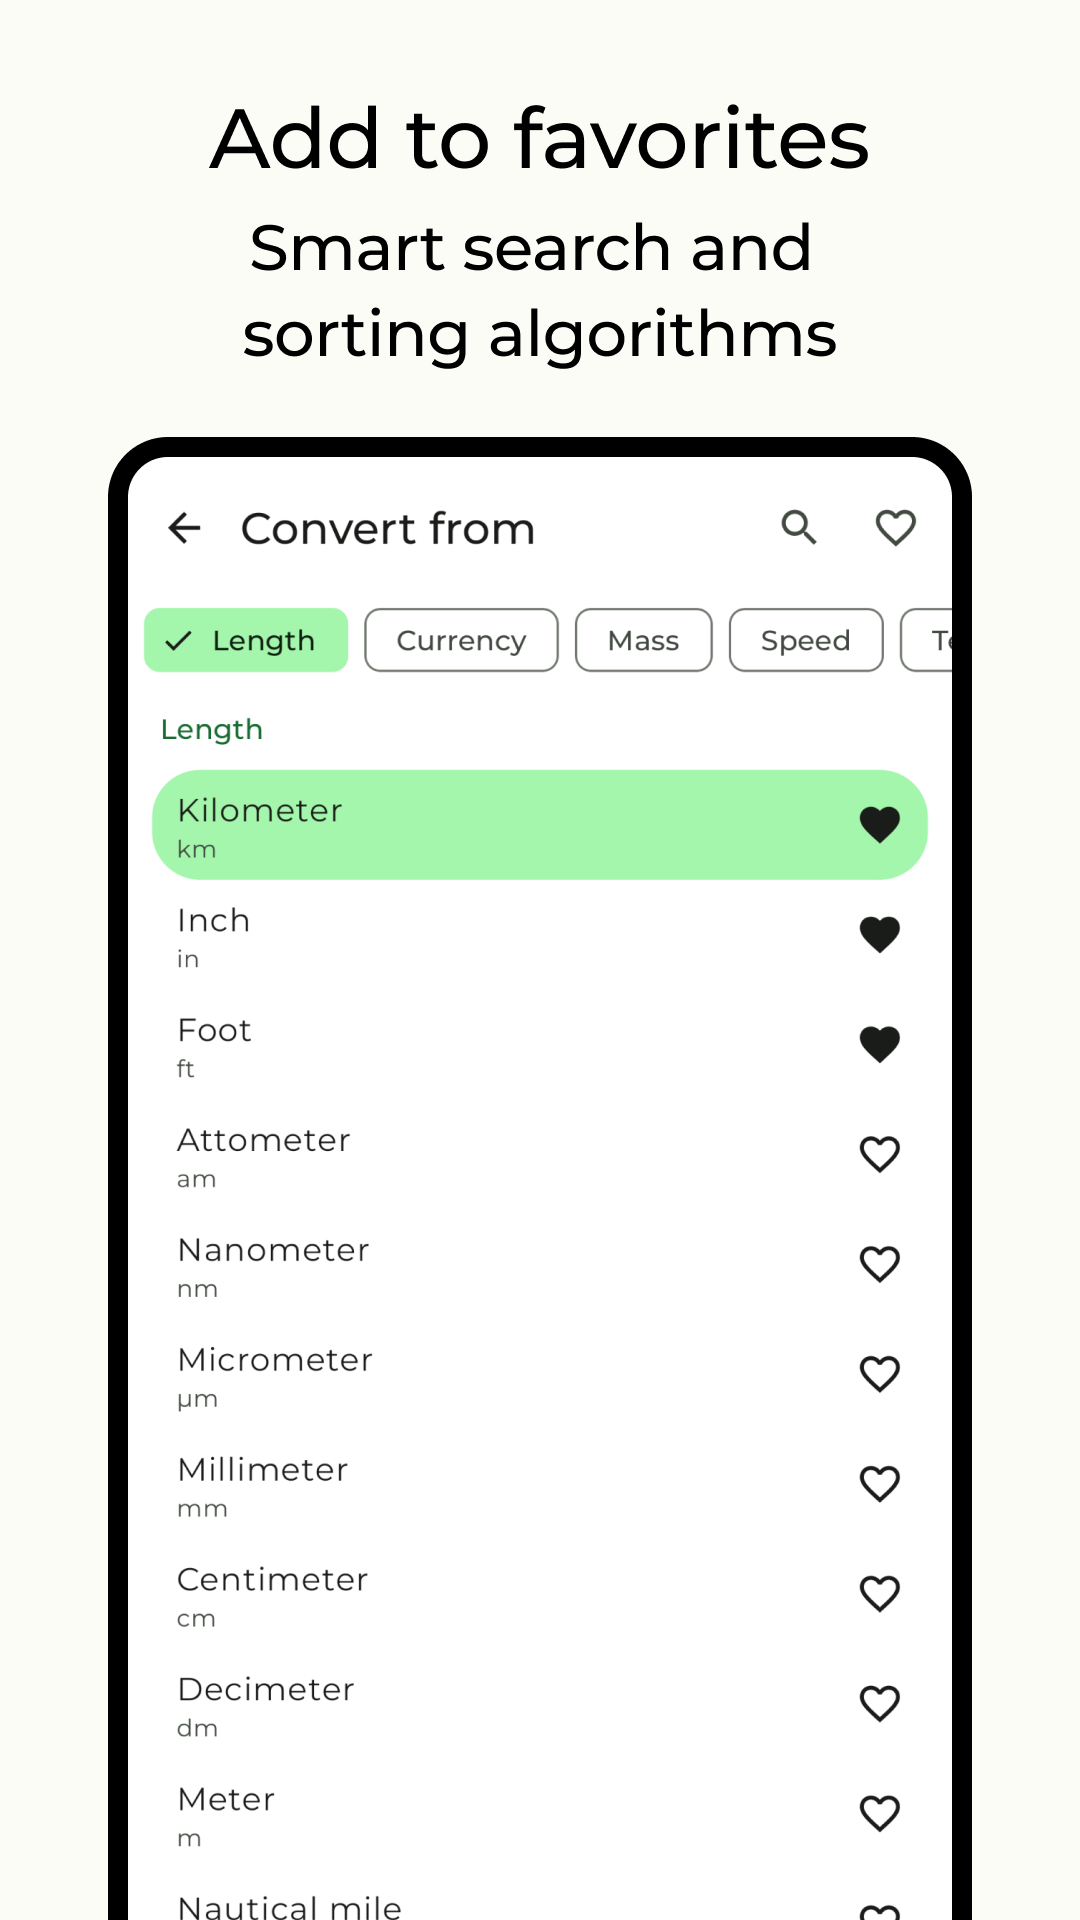 Add to favorites
Smart search and
sorting algorithms
Convert from
Length
Currency
Mass
Speed
Length
Kilometer
km
Inch
in
Foot
ft
Attometer
am
Nanometer
nm
Micrometer
µm
Millimeter
mm
Centimeter
cm
Decimeter
dm
Meter
m
Nautical mile